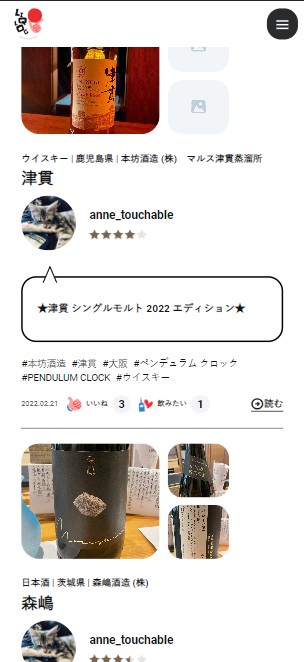 津貫
ウイスキー | 鹿児島県 | 本坊酒造 (株)　マルス津貫蒸溜所
津貫
anne_touchable
★津貫 シングルモルト 2022 エディション★
#本坊酒造 #津貫 #大阪 #ペンデュラム クロック
#PENDULUM CLOCK #ウイスキー
2022.02.21 いいね 3 飲みたい 1 読む
日本酒 | 茨城県 | 森嶋酒造 (株)
森嶋
anne_touchable